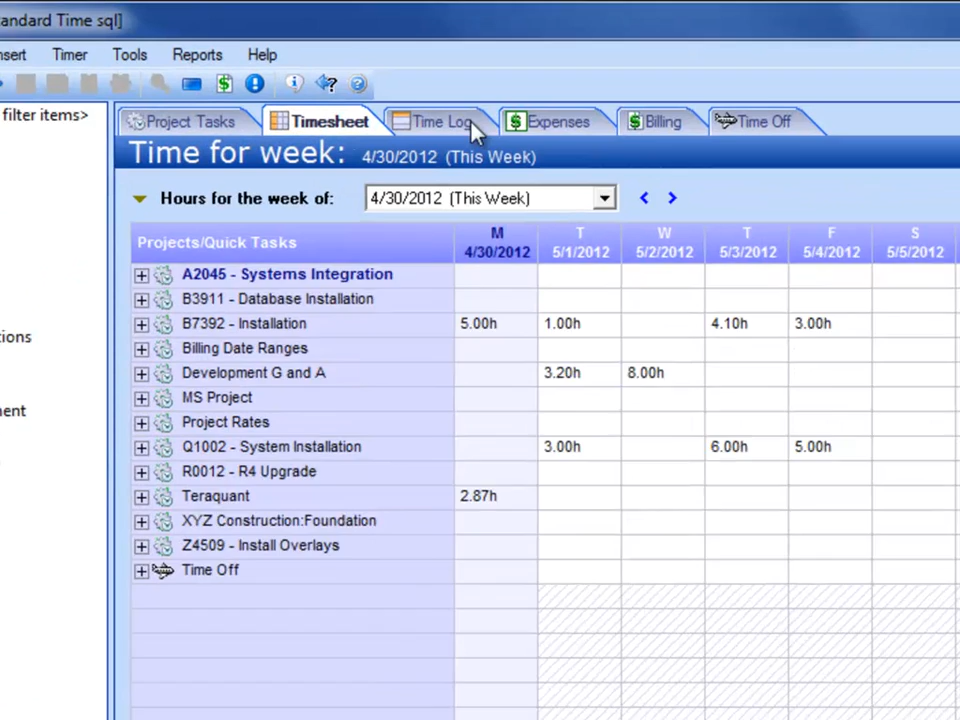 andard Time sql]
nsert Timer Tools Reports Help
filter items>
Project Tasks Timesheet Time Log Expenses Billing Time Off
Time for week: 4/30/2012 (This Week)
Hours for the week of: 4/30/2012 (This Week) < >
Projects/Quick Tasks M T W T F S
4/30/2012 5/1/2012 5/2/2012 5/3/2012 5/4/2012 5/5/2012
A2045 - Systems Integration
B3911 - Database Installation
B7392 - Installation 5.00h 1.00h 4.10h 3.00h
tions
Billing Date Ranges
Development G and A 3.20h 8.00h
MS Project
ment
Project Rates
Q1002 - System Installation 3.00h 6.00h 5.00h
R0012 - R4 Upgrade
Teraquant 2.87h
XYZ Construction:Foundation
Z4509 - Install Overlays
Time Off